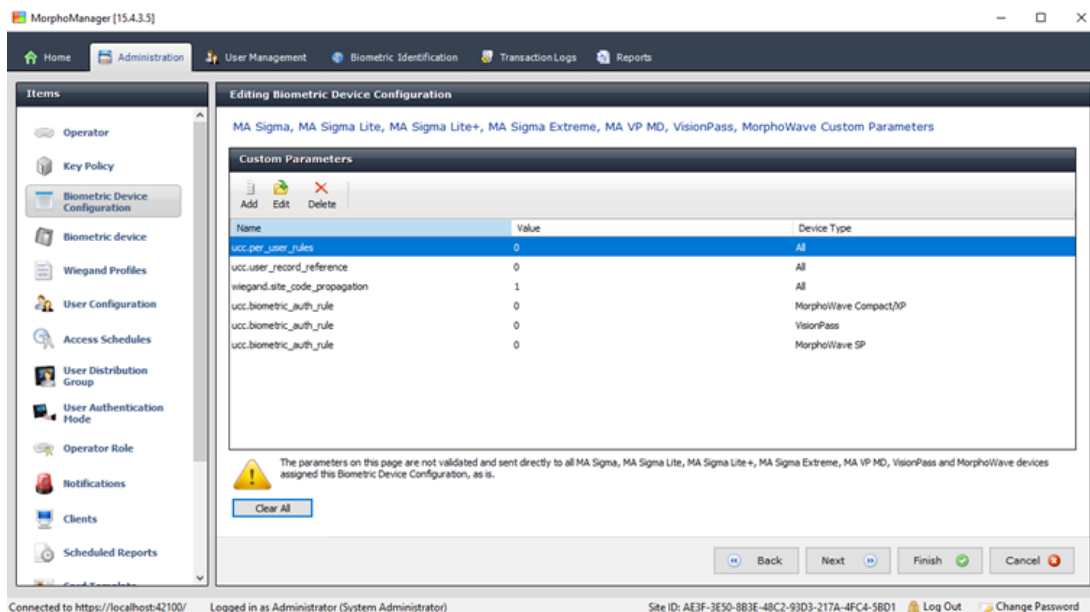 MorphoManager [15.4.3.5]
Home Administration User Management Biometric Identification Transaction Logs Reports
Items
Operator
Key Policy
Biometric Device
Configuration
Biometric device
Wiegand Profiles
User Configuration
Access Schedules
User Distribution
Group
User Authentication
Mode
Operator Role
Notifications
Clients
Scheduled Reports
Card Template
Editing Biometric Device Configuration
MA Sigma, MA Sigma Lite, MA Sigma Lite+, MA Sigma Extreme, MA VP MD, VisionPass, MorphoWave Custom Parameters
Custom Parameters
Add Edit Delete
Name Value Device Type
ucc.per_user_rules 0 All
ucc.user_record_reference 0 All
wiegand.site_code_propagation 1 All
ucc.biometric_auth_rule 0 MorphoWave Compact/XP
ucc.biometric_auth_rule 0 VisionPass
ucc.biometric_auth_rule 0 MorphoWave SP
The parameters on this page are not validated and sent directly to all MA Sigma, MA Sigma Lite, MA Sigma Lite+, MA Sigma Extreme, MA VP MD, VisionPass and MorphoWave devices
assigned this Biometric Device Configuration, as is.
Clear All
Back Next Finish Cancel
Connected to https://localhost:42100/ Logged in as Administrator (System Administrator) Site ID: AE3F-3E50-8B3E-48C2-93D3-217A-4FC4-5BD1 Log Out Change Password